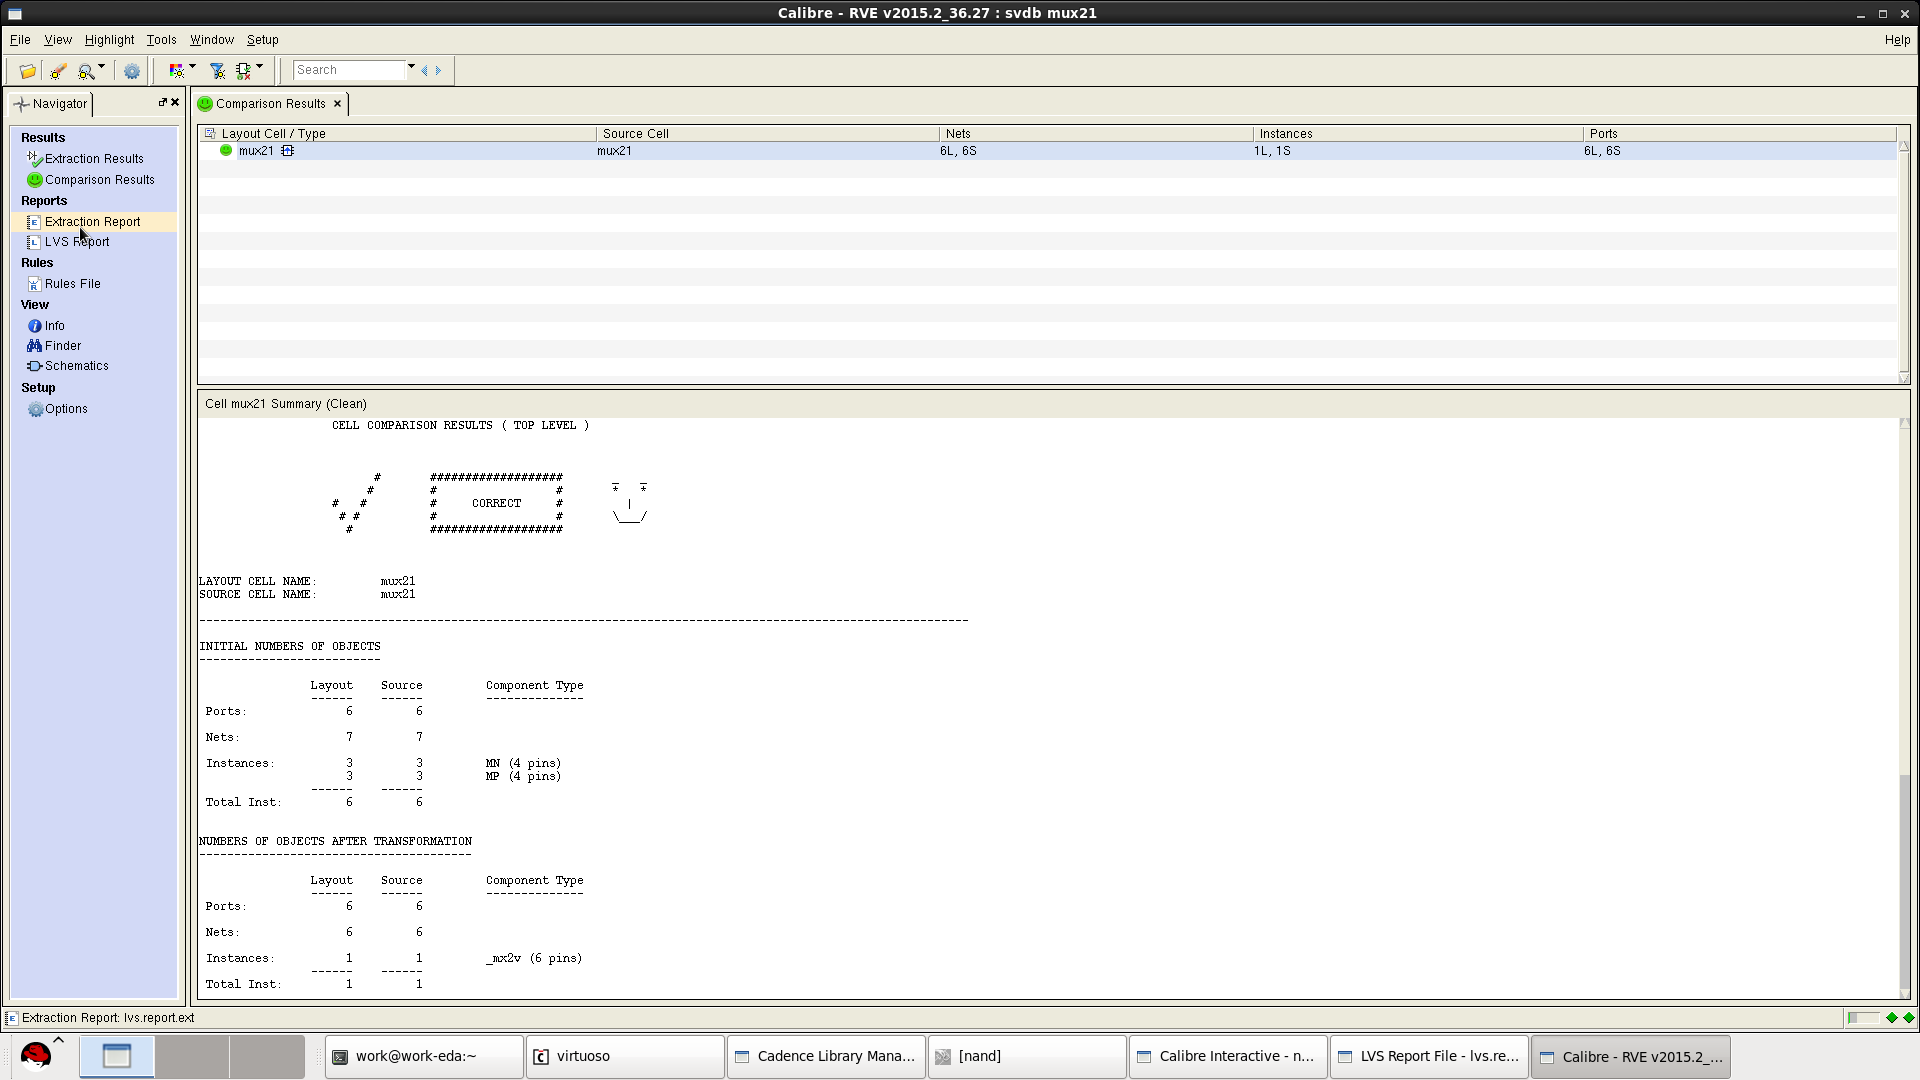 Calibre - RVE v2015.2_36.27 : svdb mux21
File View Highlight Tools Window Setup Help
Search
Navigator
Results
Extraction Results
Comparison Results
Reports
Extraction Report
LVS Report
Rules
Rules File
View
Info
Finder
Schematics
Setup
Options
Comparison Results
Layout Cell / Type Source Cell Nets Instances Ports
mux21 mux21 6L, 6S 1L, 1S 6L, 6S
Cell mux21 Summary (Clean)
CELL COMPARISON RESULTS ( TOP LEVEL )
# ################### _ _
# # # * *
# # # CORRECT # |
# # # # \___/
# ###################
LAYOUT CELL NAME: mux21
SOURCE CELL NAME: mux21
--------------------------------------------------------------------------------------------------------------
INITIAL NUMBERS OF OBJECTS
--------------------------
Layout Source Component Type
------ ------ --------------
Ports: 6 6
Nets: 7 7
Instances: 3 3 MN (4 pins)
3 3 MP (4 pins)
------ ------
Total Inst: 6 6
NUMBERS OF OBJECTS AFTER TRANSFORMATION
---------------------------------------
Layout Source Component Type
------ ------ --------------
Ports: 6 6
Nets: 6 6
Instances: 1 1 _mx2v (6 pins)
------ ------
Total Inst: 1 1
Extraction Report: lvs.report.ext
work@work-eda:~
virtuoso
Cadence Library Mana...
[nand]
Calibre Interactive - n...
LVS Report File - lvs.re...
Calibre - RVE v2015.2_...